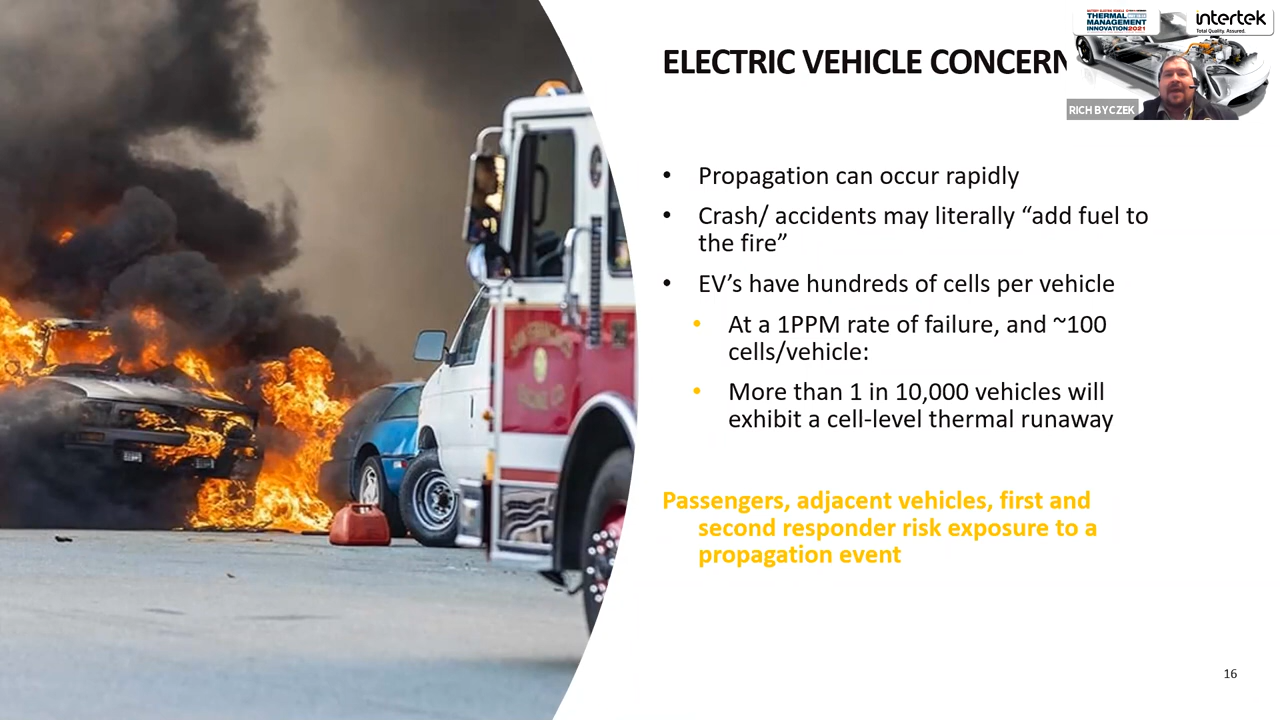 THERMAL
MANAGEMENT
INNOVATION2021
intertek
Total Quality. Assured.
ELECTRIC VEHICLE CONCERN
RICH BYCZEK
• Propagation can occur rapidly
• Crash/ accidents may literally “add fuel to
the fire”
• EV’s have hundreds of cells per vehicle
• At a 1PPM rate of failure, and ~100
cells/vehicle:
• More than 1 in 10,000 vehicles will
exhibit a cell-level thermal runaway
Passengers, adjacent vehicles, first and
second responder risk exposure to a
propagation event
16